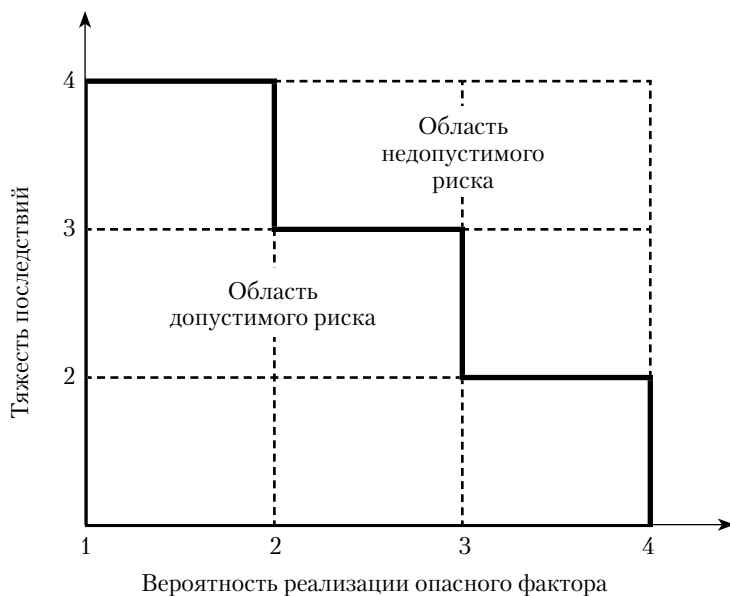 4
Область
недопустимого
риска
3
Область
допустимого риска
2
Тяжесть последствий
1 2 3 4
Вероятность реализации опасного фактора